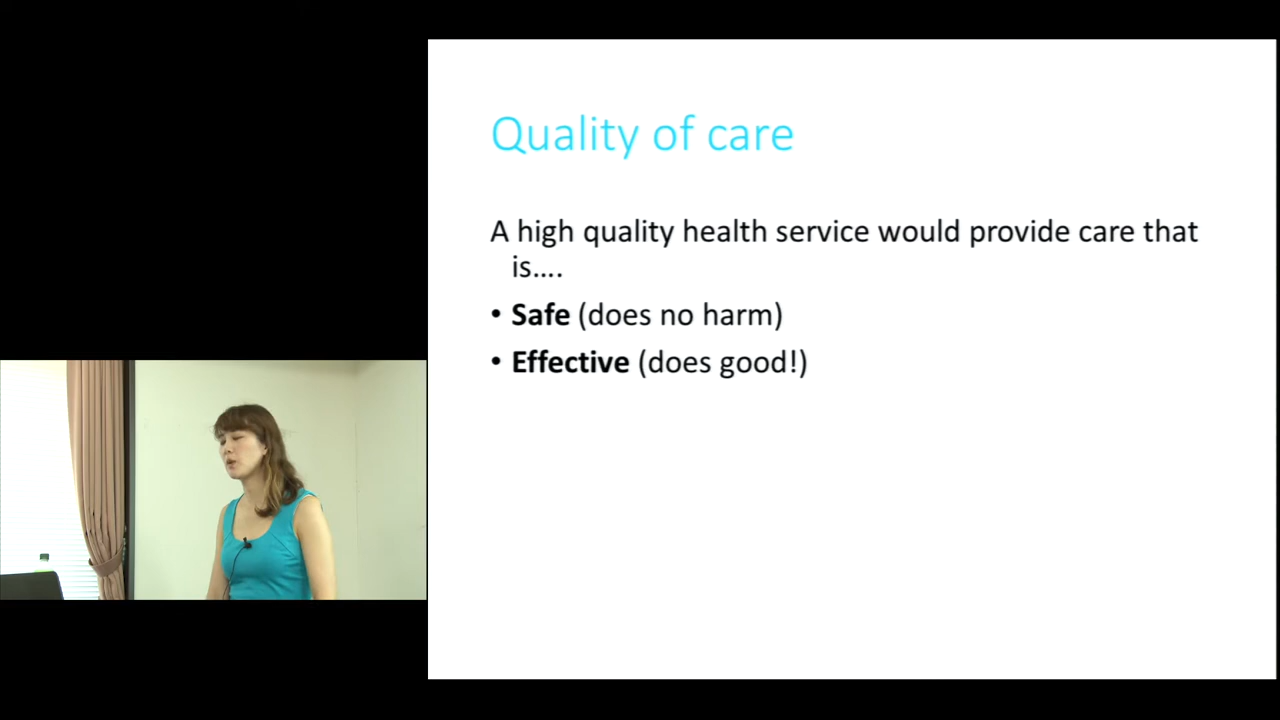 Quality of care
A high quality health service would provide care that
is....
• Safe (does no harm)
• Effective (does good!)